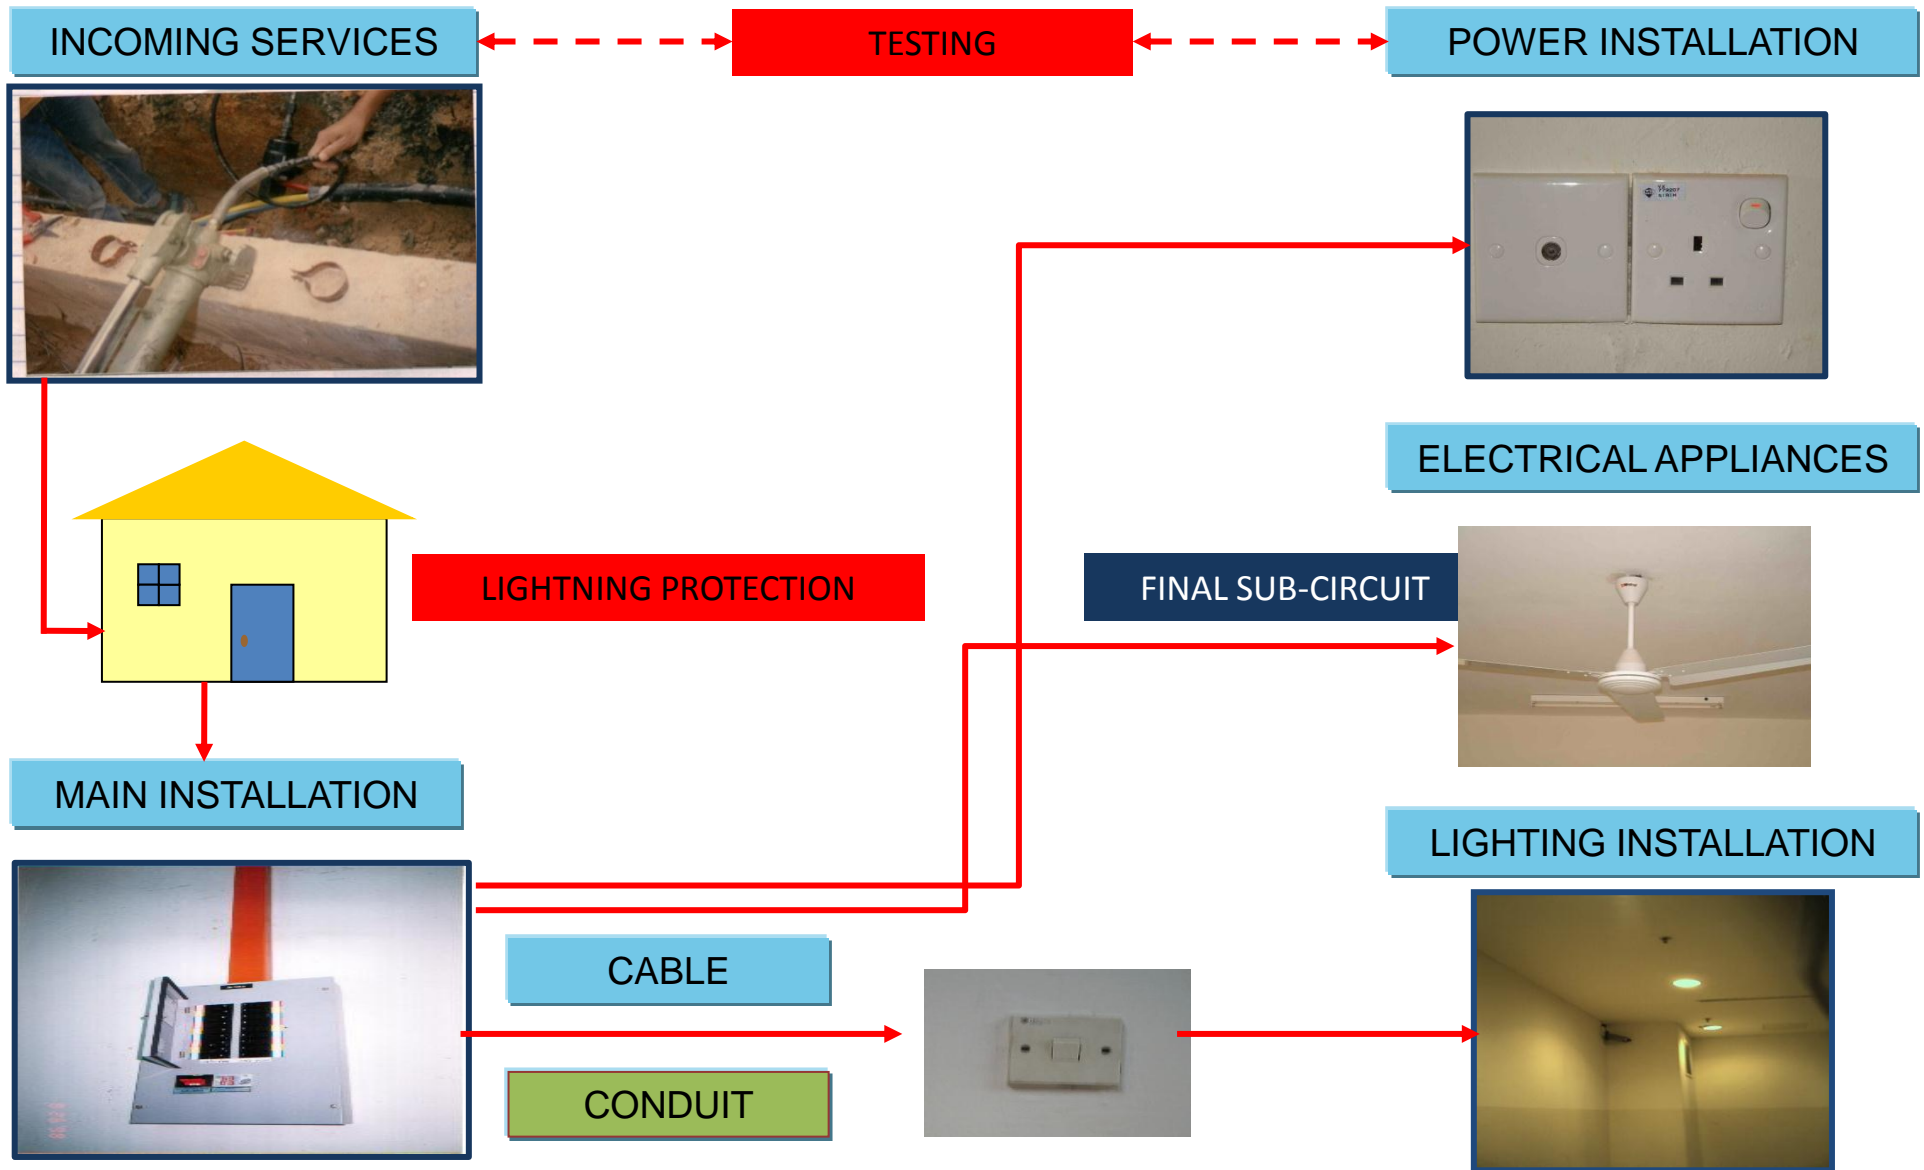 INCOMING SERVICES
TESTING
POWER INSTALLATION
ELECTRICAL APPLIANCES
LIGHTNING PROTECTION
FINAL SUB-CIRCUIT
MAIN INSTALLATION
LIGHTING INSTALLATION
CABLE
CONDUIT